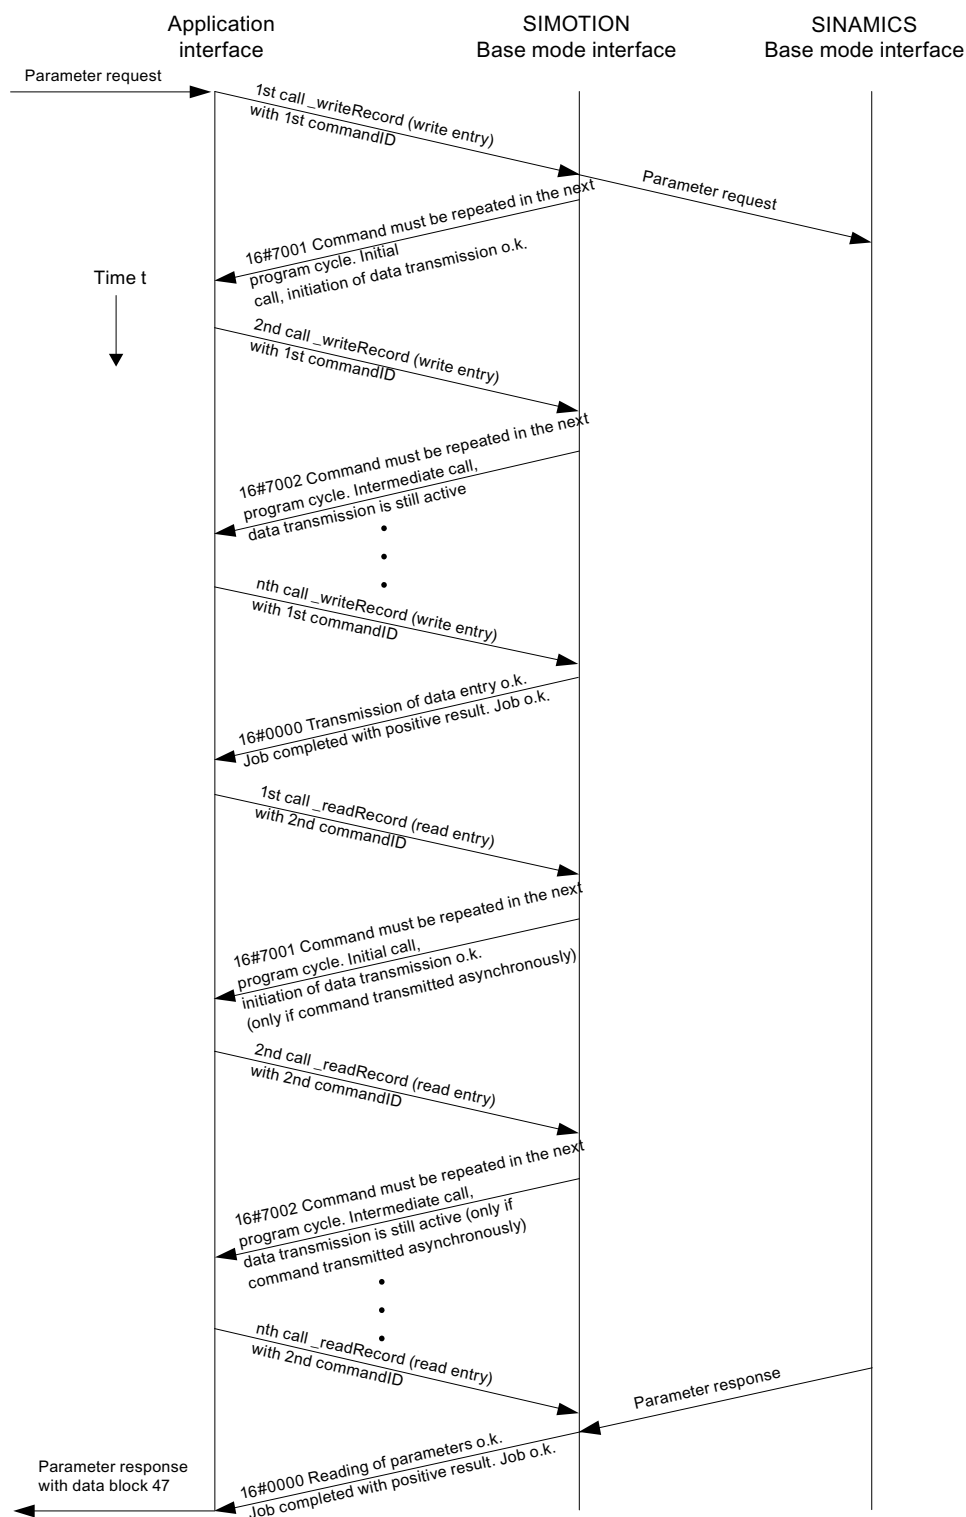 Application
interface
SIMOTION
Base mode interface
SINAMICS
Base mode interface
Parameter request
1st call _writeRecord (write entry)
with 1st commandID
Parameter request
16#7001 Command must be repeated in the next
program cycle. Initial
call, initiation of data transmission o.k.
Time t
2nd call _writeRecord (write entry)
with 1st commandID
16#7002 Command must be repeated in the next
program cycle. Intermediate call,
data transmission is still active
nth call _writeRecord (write entry)
with 1st commandID
16#0000 Transmission of data entry o.k.
Job completed with positive result. Job o.k.
1st call _readRecord (read entry)
with 2nd commandID
16#7001 Command must be repeated in the next
program cycle. Initial call,
initiation of data transmission o.k.
(only if command transmitted asynchronously)
2nd call _readRecord (read entry)
with 2nd commandID
16#7002 Command must be repeated in the next
program cycle. Intermediate call,
data transmission is still active (only if
command transmitted asynchronously)
nth call _readRecord (read entry)
with 2nd commandID
Parameter response
16#0000 Reading of parameters o.k.
Job completed with positive result. Job o.k.
Parameter response
with data block 47